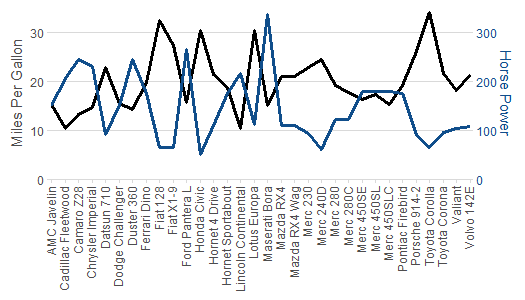 Miles Per Gallon
30
20
10
0
300
200
100
0
Horse Power
AMC Javelin
Cadillac Fleetwood
Camaro Z28
Chrysler Imperial
Datsun 710
Dodge Challenger
Duster 360
Ferrari Dino
Fiat 128
Fiat X1-9
Ford Pantera L
Honda Civic
Hornet 4 Drive
Hornet Sportabout
Lincoln Continental
Lotus Europa
Maserati Bora
Mazda RX4
Mazda RX4 Wag
Merc 230
Merc 240D
Merc 280
Merc 280C
Merc 450SE
Merc 450SL
Merc 450SLC
Pontiac Firebird
Porsche 914-2
Toyota Corolla
Toyota Corona
Valiant
Volvo 142E